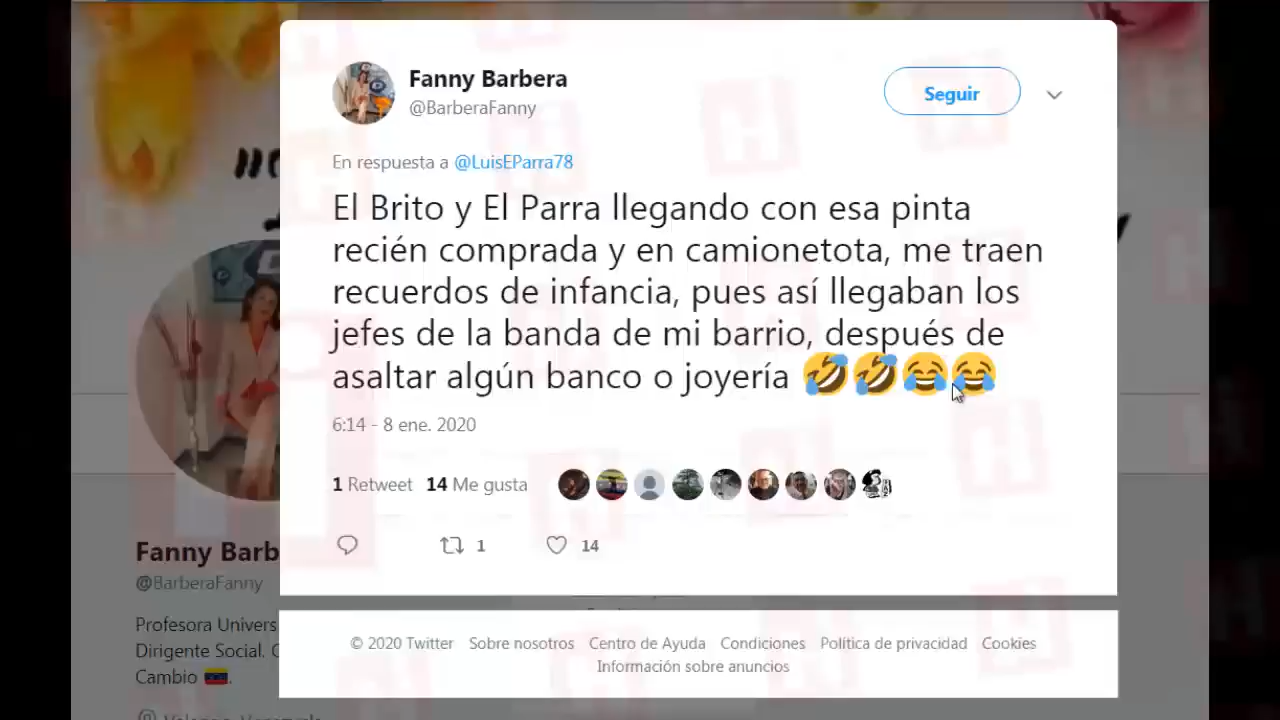 Fanny Barbera
@BarberaFanny
Seguir
En respuesta a @LuisEParra78
El Brito y El Parra llegando con esa pinta
recién comprada y en camionetota, me traen
recuerdos de infancia, pues así llegaban los
jefes de la banda de mi barrio, después de
asaltar algún banco o joyería 🤣🤣😂😂
6:14 - 8 ene. 2020
1 Retweet 14 Me gusta
1 14
Fanny Barb
@BarberaFanny
Profesora Univers
Dirigente Social.
Cambio 🇻🇪.
© 2020 Twitter Sobre nosotros Centro de Ayuda Condiciones Política de privacidad Cookies
Información sobre anuncios